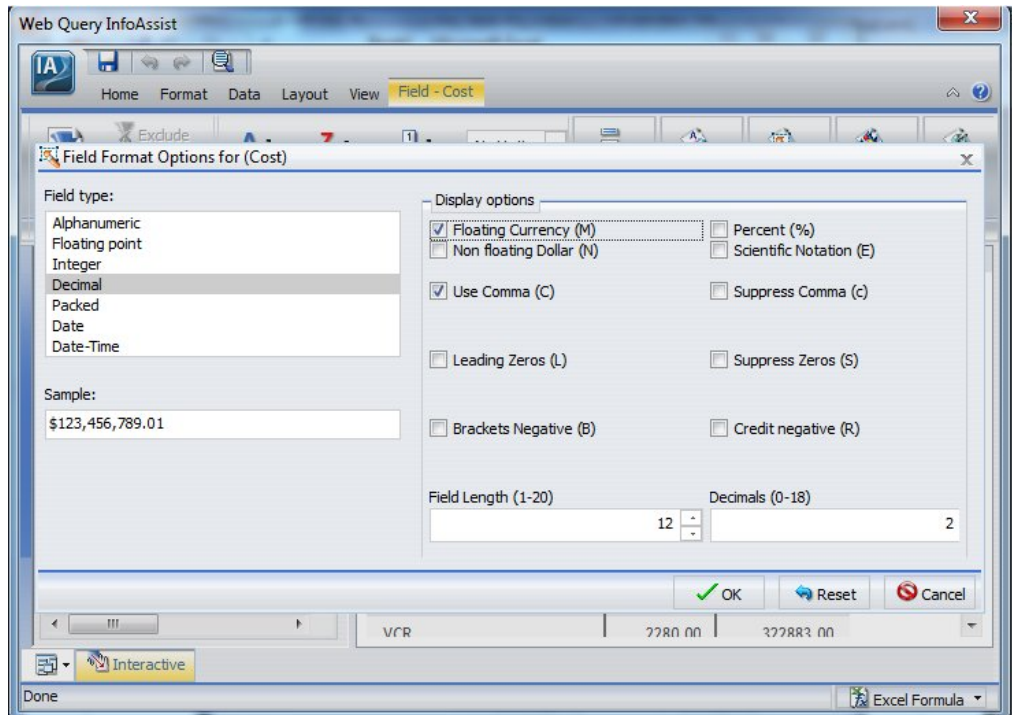 Web Query InfoAssist
IA
Home Format Data Layout View Field - Cost
Exclude
Field Format Options for (Cost)
Field type:
Alphanumeric
Floating point
Integer
Decimal
Packed
Date
Date-Time
Sample:
$123,456,789.01
Display options
Floating Currency (M) Percent (%)
Non floating Dollar (N) Scientific Notation (E)
Use Comma (C) Suppress Comma (c)
Leading Zeros (L) Suppress Zeros (S)
Brackets Negative (B) Credit negative (R)
Field Length (1-20) Decimals (0-18)
12 2
OK Reset Cancel
VCR 2280.00 322883.00
Interactive
Done Excel Formula